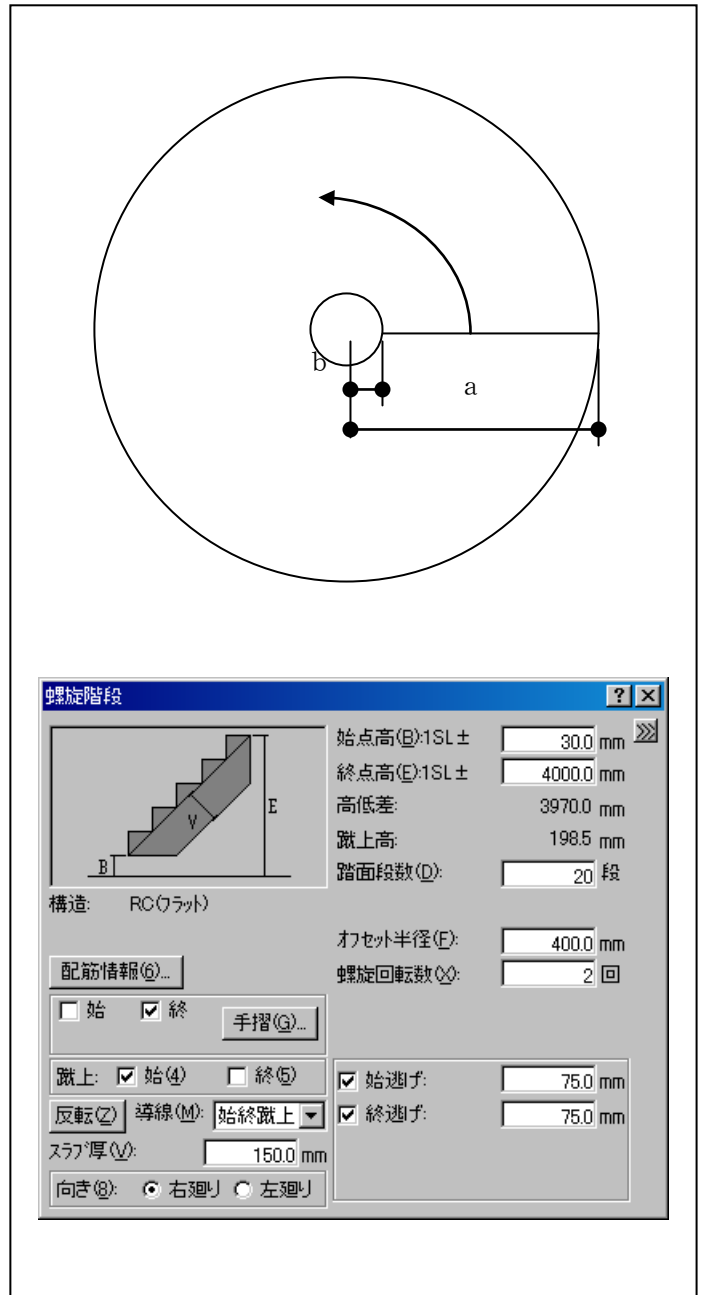 b
a
螺旋階段
始点高(B):1SL± 30.0 mm
終点高(E):1SL± 4000.0 mm
高低差: 3970.0 mm
蹴上高: 198.5 mm
踏面段数(D): 20 段
V
E
B
構造: RC(フラット)
オフセット半径(F): 400.0 mm
螺旋回転数(X): 2 回
配筋情報(6)...
始 終 手摺(G)...
蹴上: 始(4) 終(5)
始逃げ: 75.0 mm
反転(Z) 導線(M): 始終蹴上
終逃げ: 75.0 mm
スラブ厚(V): 150.0 mm
向き(8): 右廻り 左廻り